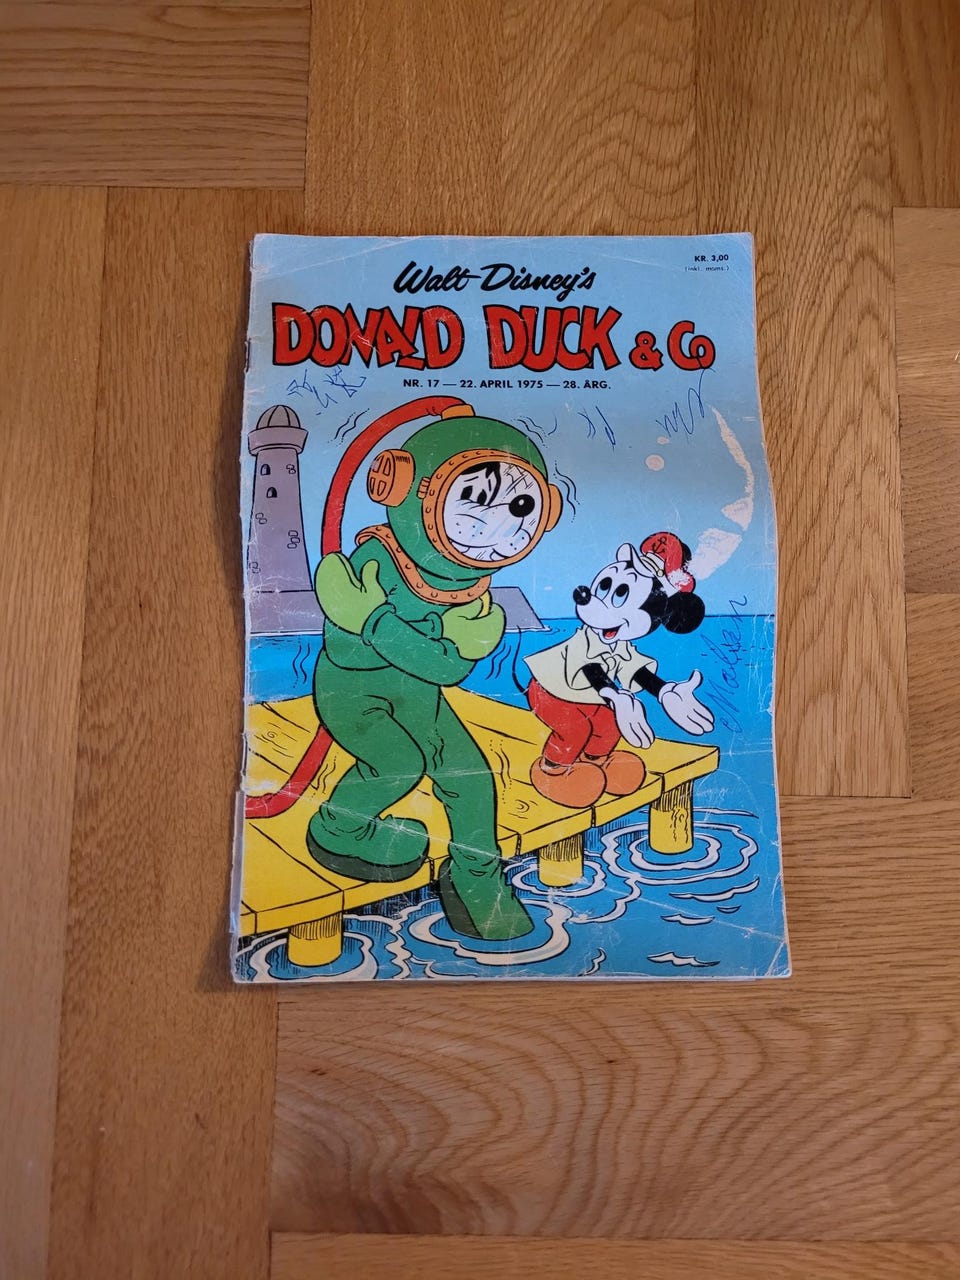 KR. 3,00
(inkl. moms.)
Walt Disney's
DONALD DUCK & Co
NR. 17 — 22. APRIL 1975 — 28. ÅRG.